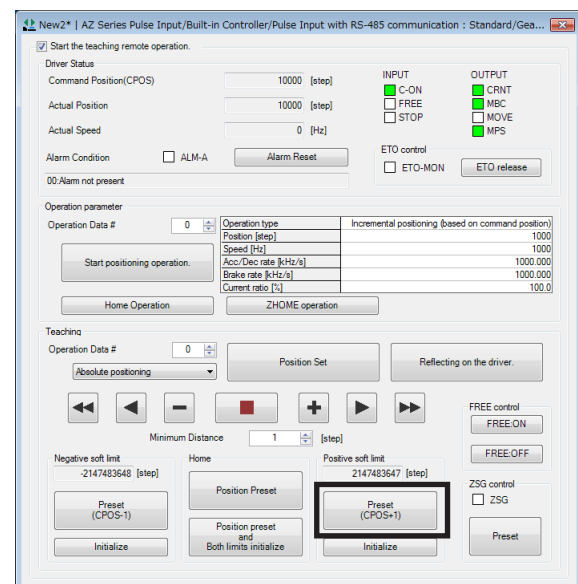 New2* | AZ Series Pulse Input/Built-in Controller/Pulse Input with RS-485 communication : Standard/Gea...
Start the teaching remote operation.
Driver Status
Command Position(CPOS) 10000 [step]
Actual Position 10000 [step]
Actual Speed 0 [Hz]
INPUT
C-ON
FREE
STOP
OUTPUT
CRNT
MBC
MOVE
MPS
Alarm Condition ALM-A Alarm Reset
00:Alarm not present
ETO control
ETO-MON ETO release
Operation parameter
Operation Data # 0
Start positioning operation.
Operation type Incremental positioning (based on command position)
Position [step] 1000
Speed [Hz] 1000
Acc/Dec rate [kHz/s] 1000.000
Brake rate [kHz/s] 1000.000
Current ratio [%] 100.0
Home Operation ZHOME operation
Teaching
Operation Data # 0
Absolute positioning
Position Set
Reflecting on the driver.
Minimum Distance 1 [step]
FREE control
FREE:ON
FREE:OFF
Negative soft limit
-2147483648 [step]
Preset
(CPOS-1)
Initialize
Home
Position Preset
Position preset
and
Both limits initialize
Positive soft limit
2147483647 [step]
Preset
(CPOS+1)
Initialize
ZSG control
ZSG
Preset